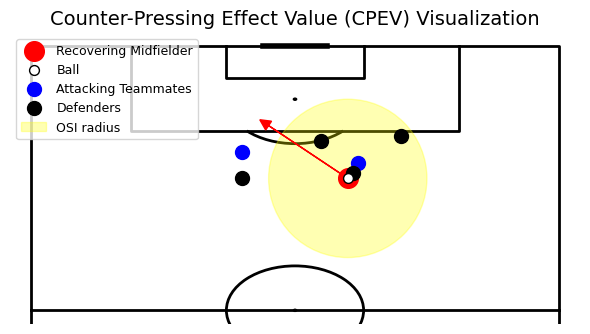 Counter-Pressing Effect Value (CPEV) Visualization
Recovering Midfielder
Ball
Attacking Teammates
Defenders
OSI radius